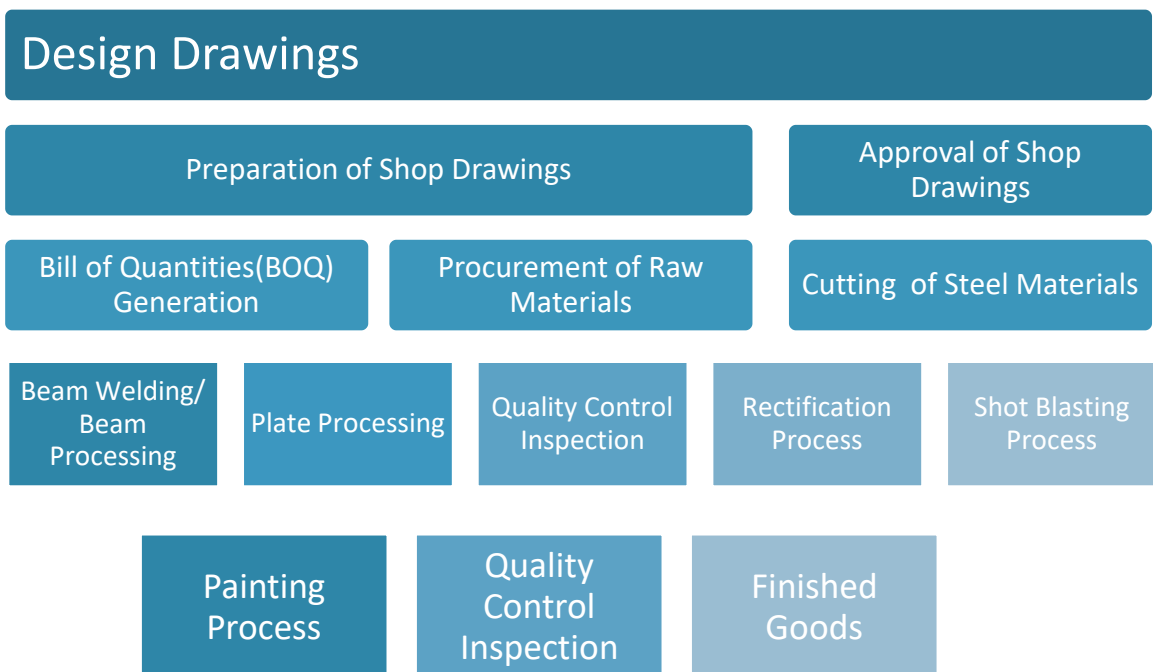 Design Drawings
Preparation of Shop Drawings
Approval of Shop
Drawings
Bill of Quantities(BOQ)
Generation
Procurement of Raw
Materials
Cutting  of Steel Materials
Beam Welding/
Beam
Processing
Plate Processing
Quality Control
Inspection
Rectification
Process
Shot Blasting
Process
Painting
Process
Quality
Control
Inspection
Finished
Goods